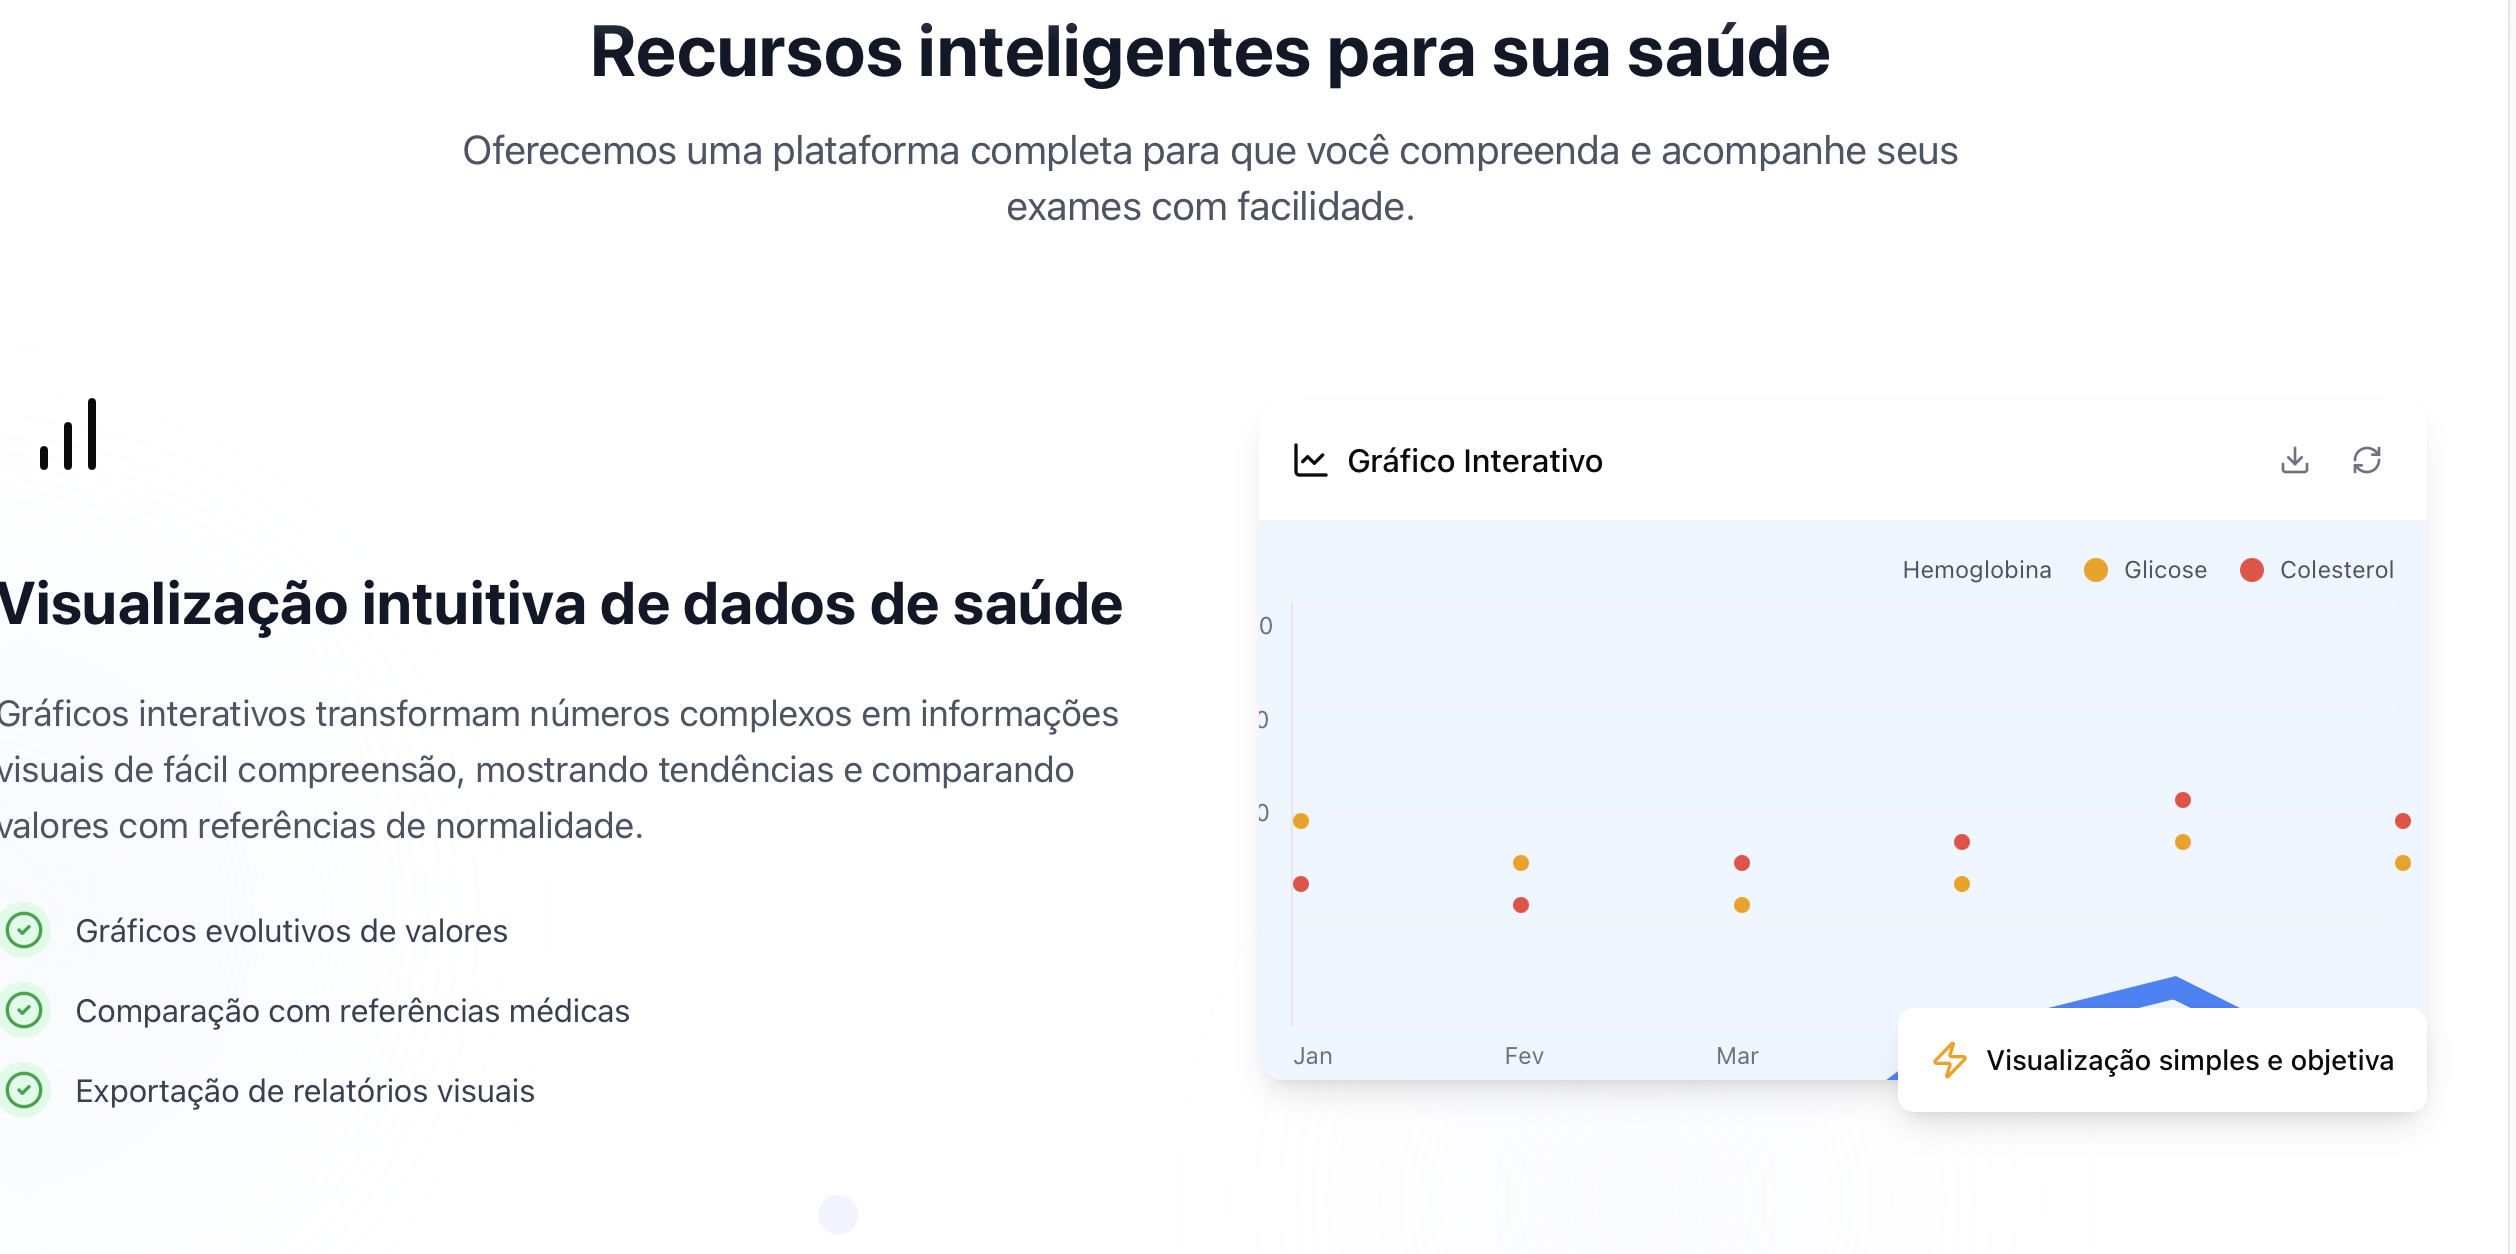 Recursos inteligentes para sua saúde
Oferecemos uma plataforma completa para que você compreenda e acompanhe seus
exames com facilidade.
Visualização intuitiva de dados de saúde
Gráficos interativos transformam números complexos em informações
visuais de fácil compreensão, mostrando tendências e comparando
valores com referências de normalidade.
Gráficos evolutivos de valores
Comparação com referências médicas
Exportação de relatórios visuais
Gráfico Interativo
Hemoglobina Glicose Colesterol
0
0
0
Jan Fev Mar
Visualização simples e objetiva